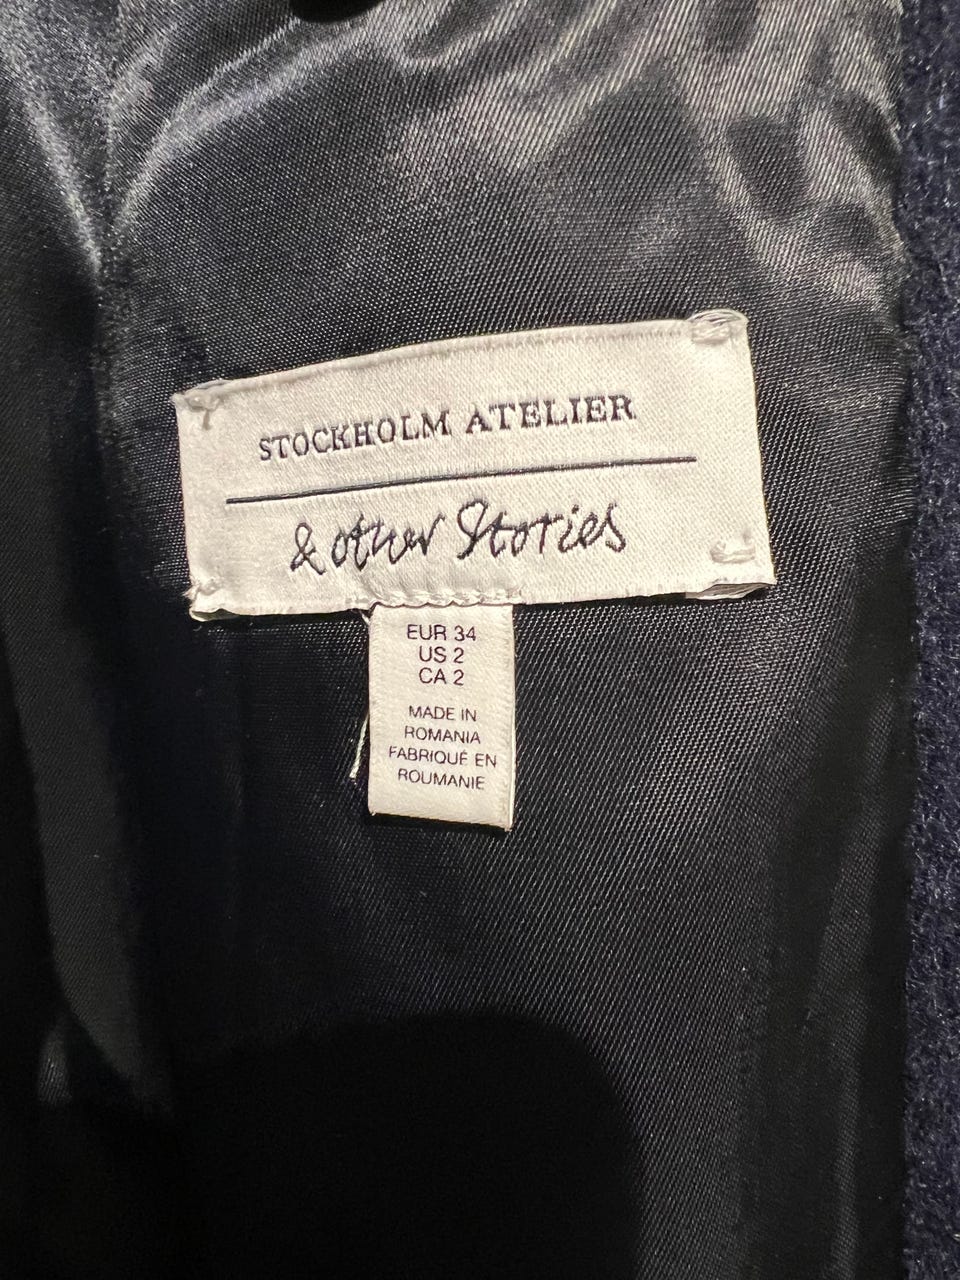 STOCKHOLM ATELIER
& other Stories
EUR 34
US 2
CA 2
MADE IN
ROMANIA
FABRIQUÉ EN
ROUMANIE